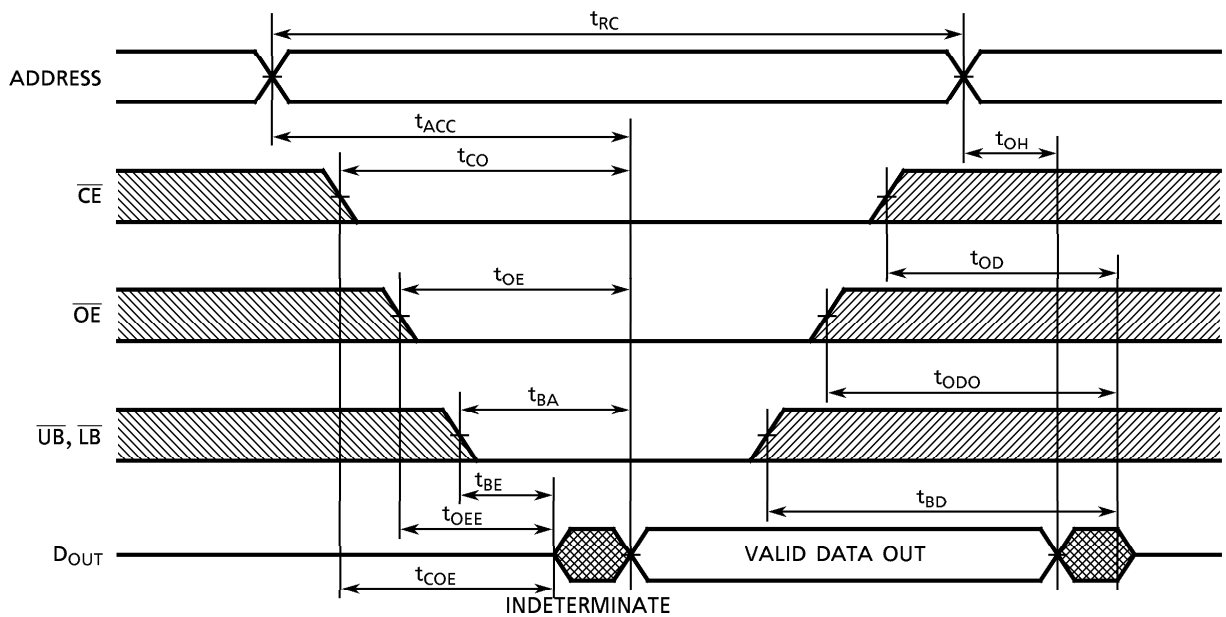 tRC
ADDRESS
tACC
tCO
tOH
CE
tOD
tOE
OE
tODO
tBA
UB, LB
tBE
tBD
tOEE
DOUT
VALID DATA OUT
tCOE
INDETERMINATE